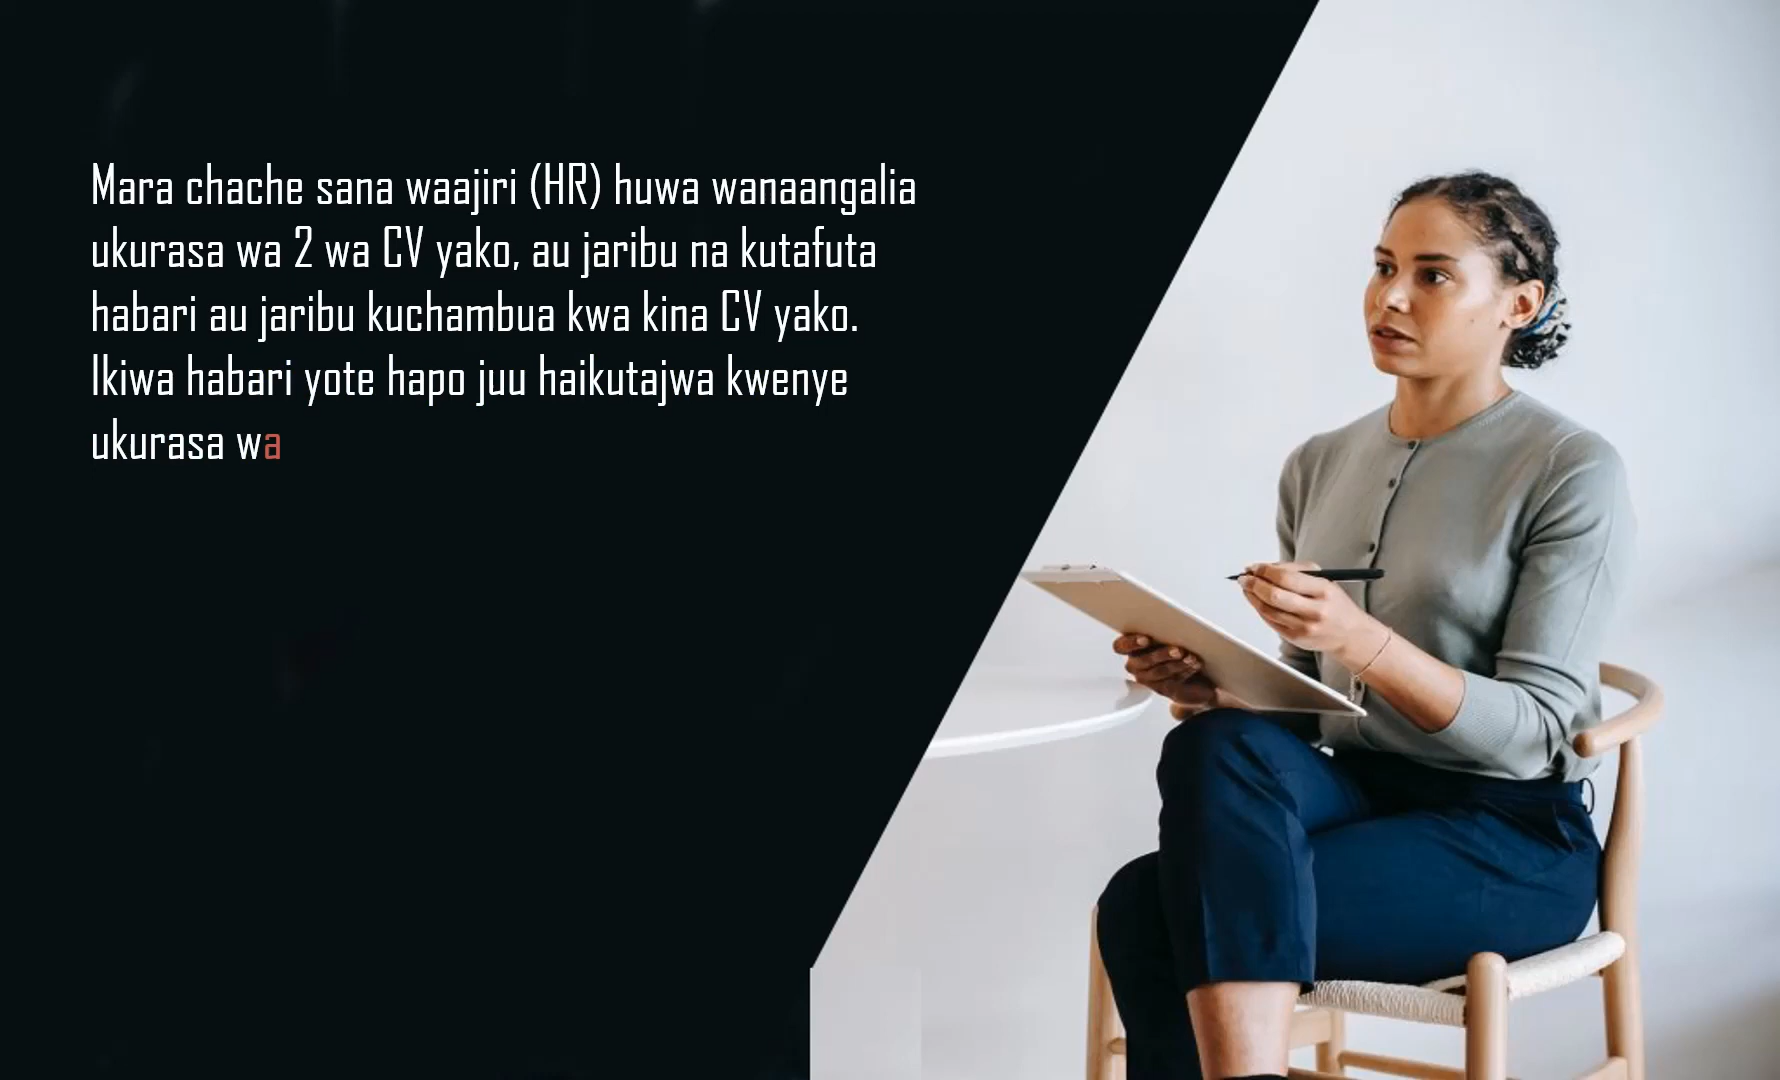 Mara chache sana waajiri (HR) huwa wanaangalia
ukurasa wa 2 wa CV yako, au jaribu na kutafuta
habari au jaribu kuchambua kwa kina CV yako.
Ikiwa habari yote hapo juu haikutajwa kwenye
ukurasa wa